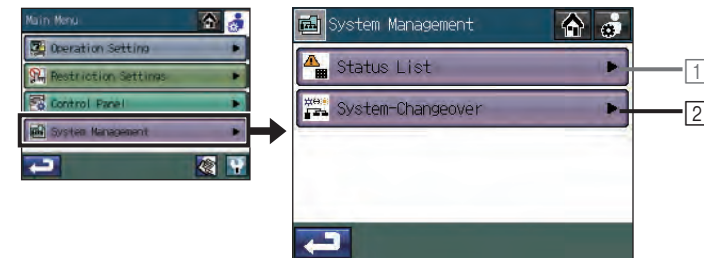 Main Menu
Operation Setting
Restriction Settings
Control Panel
System Management
System Management
Status List
1
System-Changeover
2